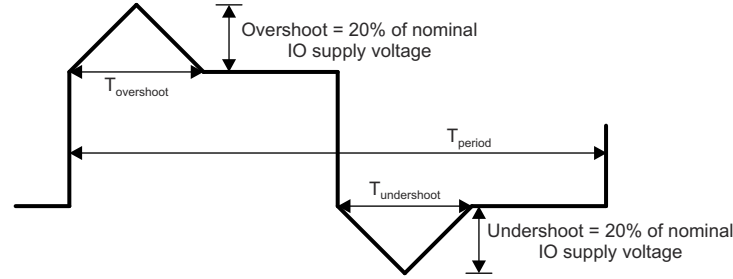 Overshoot = 20% of nominal
IO supply voltage
Tovershoot
Tperiod
Tundershoot
Undershoot = 20% of nominal
IO supply voltage